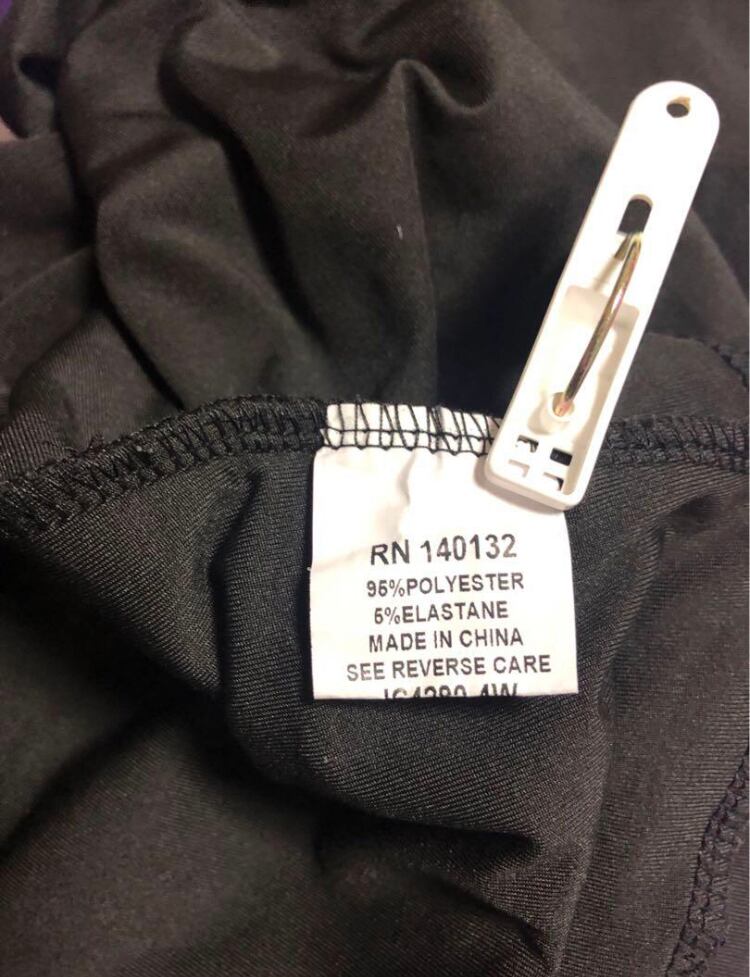 RN 140132
95%POLYESTER
5%ELASTANE
MADE IN CHINA
SEE REVERSE CARE